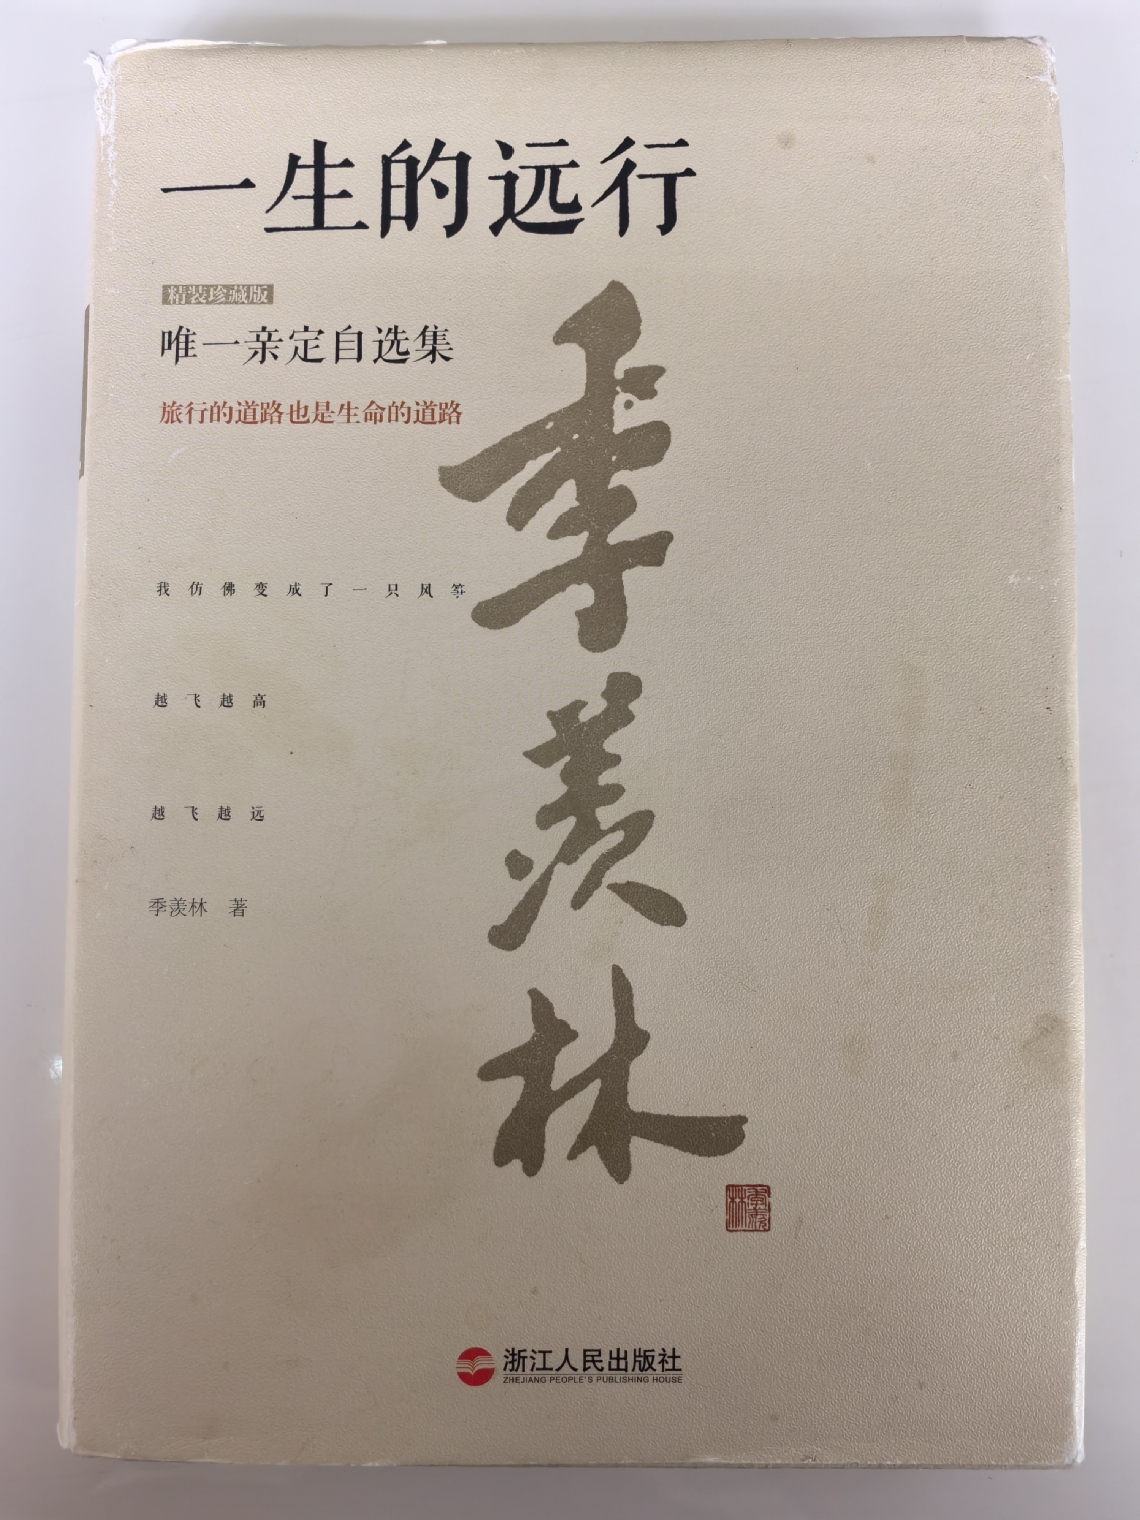 一生的远行
精装珍藏版
唯一亲定自选集
旅行的道路也是生命的道路
季羡林
我仿佛变成了一只风筝
越飞越高
越飞越远
季羡林 著
季羡林
浙江人民出版社
ZHEJIANG PEOPLE'S PUBLISHING HOUSE